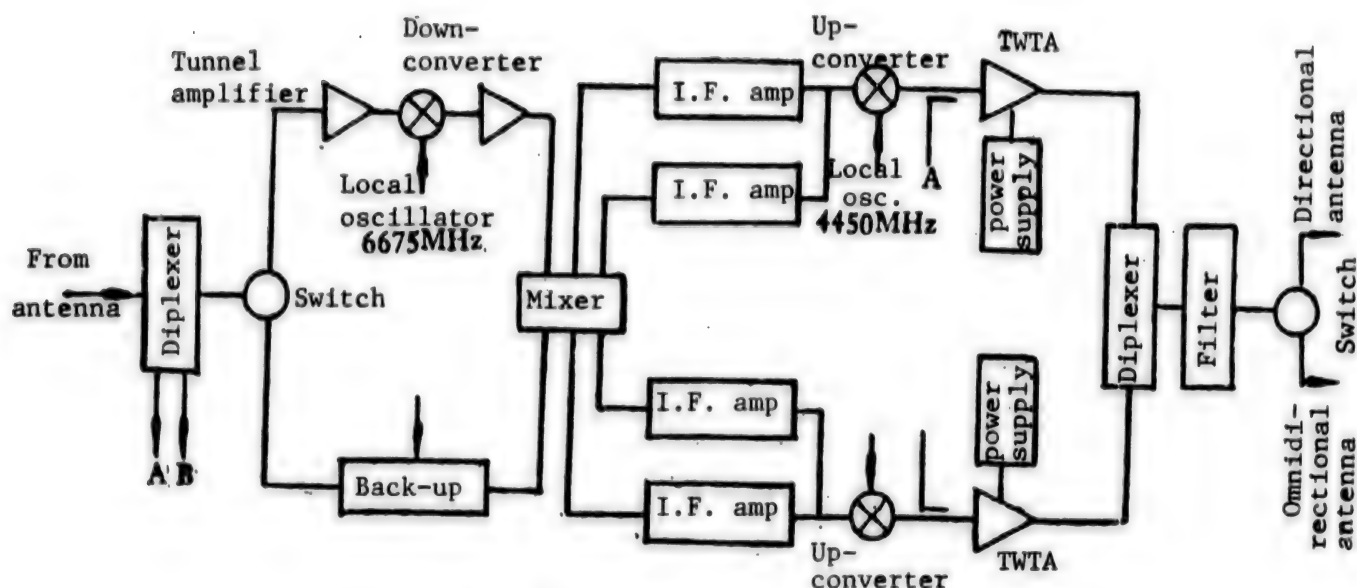 Tunnel
amplifier
Down-
converter
Local
oscillator
6675MHz
From
antenna
Diplexer
A B
Switch
Back-up
Mixer
I.F. amp
I.F. amp
I.F. amp
I.F. amp
Up-
converter
Local
osc.
4450MHz
A
TWTA
power
supply
Up-
converter
power
supply
TWTA
Diplexer
Filter
Directional
antenna
Switch
Omnidi-
rectional
antenna